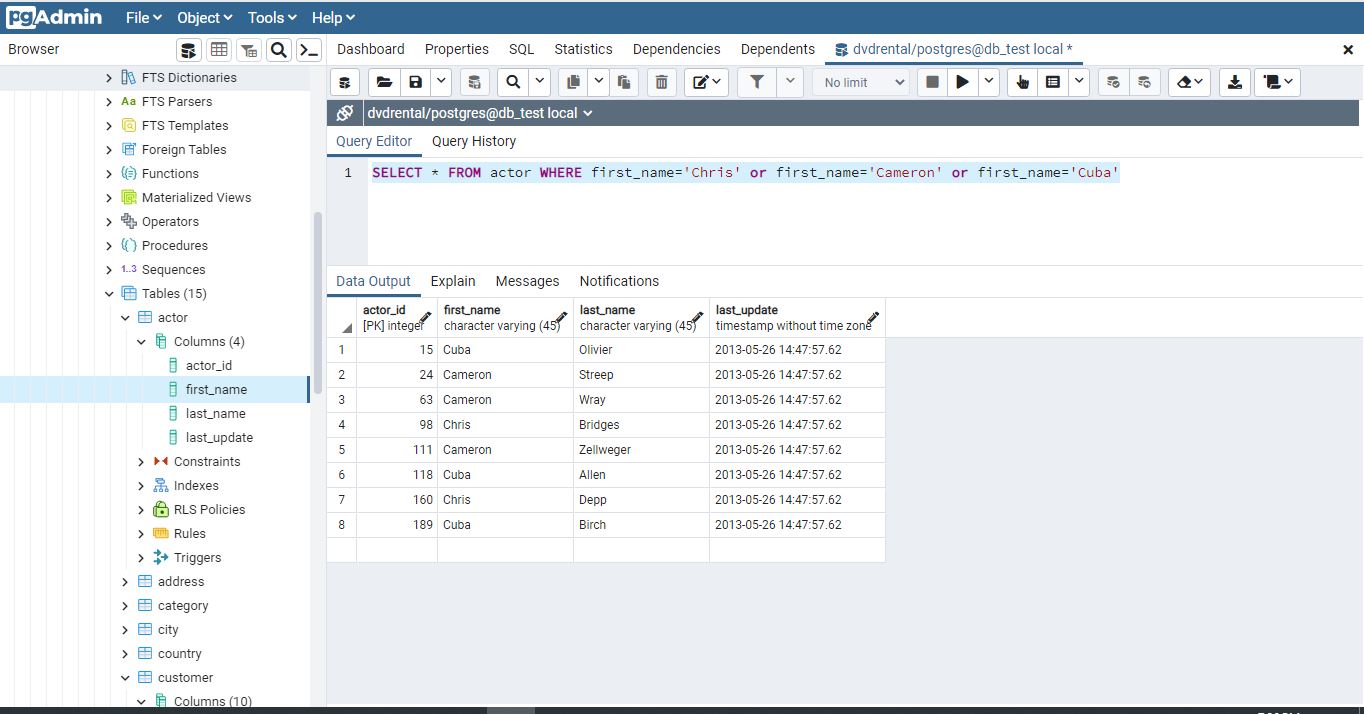 pgAdmin File Object Tools Help
Browser
Dashboard Properties SQL Statistics Dependencies Dependents dvdrental/postgres@db_test local *
No limit
dvdrental/postgres@db_test local
Query Editor Query History
1 SELECT * FROM actor WHERE first_name='Chris' or first_name='Cameron' or first_name='Cuba'
FTS Dictionaries
Aa FTS Parsers
FTS Templates
Foreign Tables
Functions
Materialized Views
Operators
Procedures
1..3 Sequences
Tables (15)
actor
Columns (4)
actor_id
first_name
last_name
last_update
Constraints
Indexes
RLS Policies
Rules
Triggers
address
category
city
country
customer
Columns (10)
Data Output Explain Messages Notifications
actor_id first_name last_name last_update
[PK] integer character varying (45) character varying (45) timestamp without time zone
1 15 Cuba Olivier 2013-05-26 14:47:57.62
2 24 Cameron Streep 2013-05-26 14:47:57.62
3 63 Cameron Wray 2013-05-26 14:47:57.62
4 98 Chris Bridges 2013-05-26 14:47:57.62
5 111 Cameron Zellweger 2013-05-26 14:47:57.62
6 118 Cuba Allen 2013-05-26 14:47:57.62
7 160 Chris Depp 2013-05-26 14:47:57.62
8 189 Cuba Birch 2013-05-26 14:47:57.62